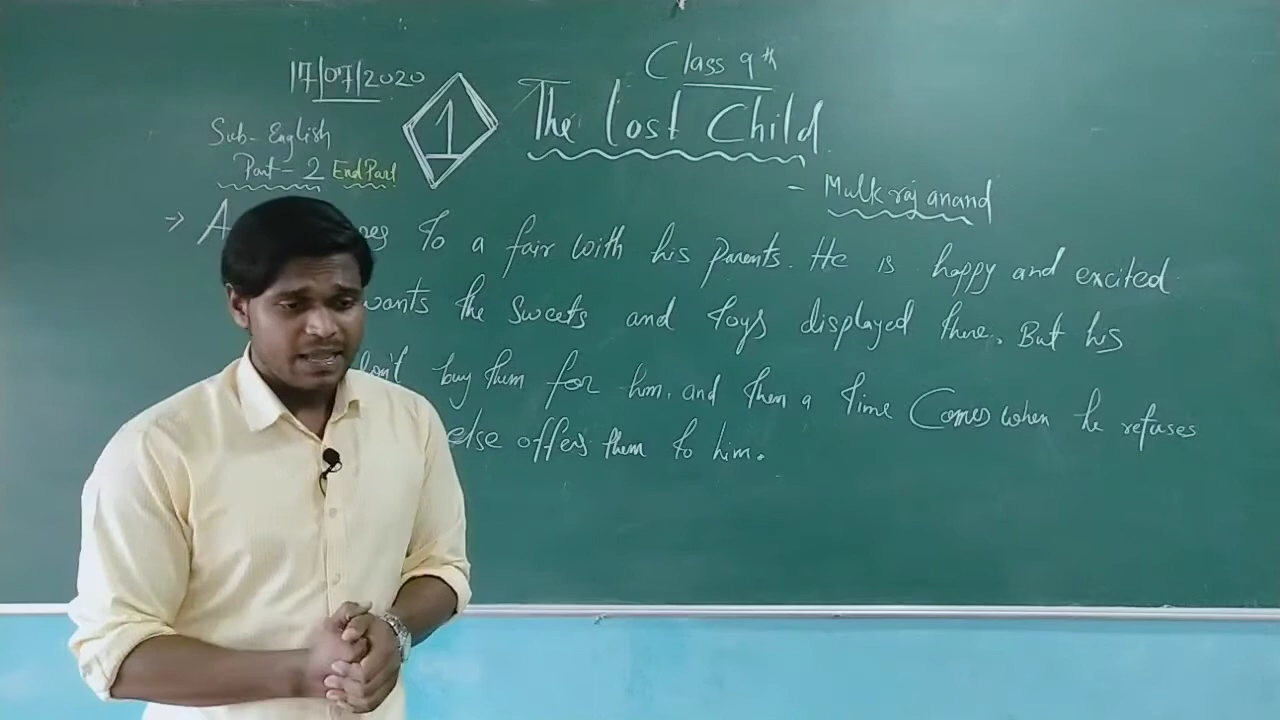 17/07/2020
Class 9th
1 The Lost Child
Sub- English
Part-2 End Part
- Mulk raj anand
→ A to a fair with his parents. He is happy and excited
wants the sweets and toys displayed there. But his
don't buy them for him. and then a time comes when he refuses
else offers them to him.